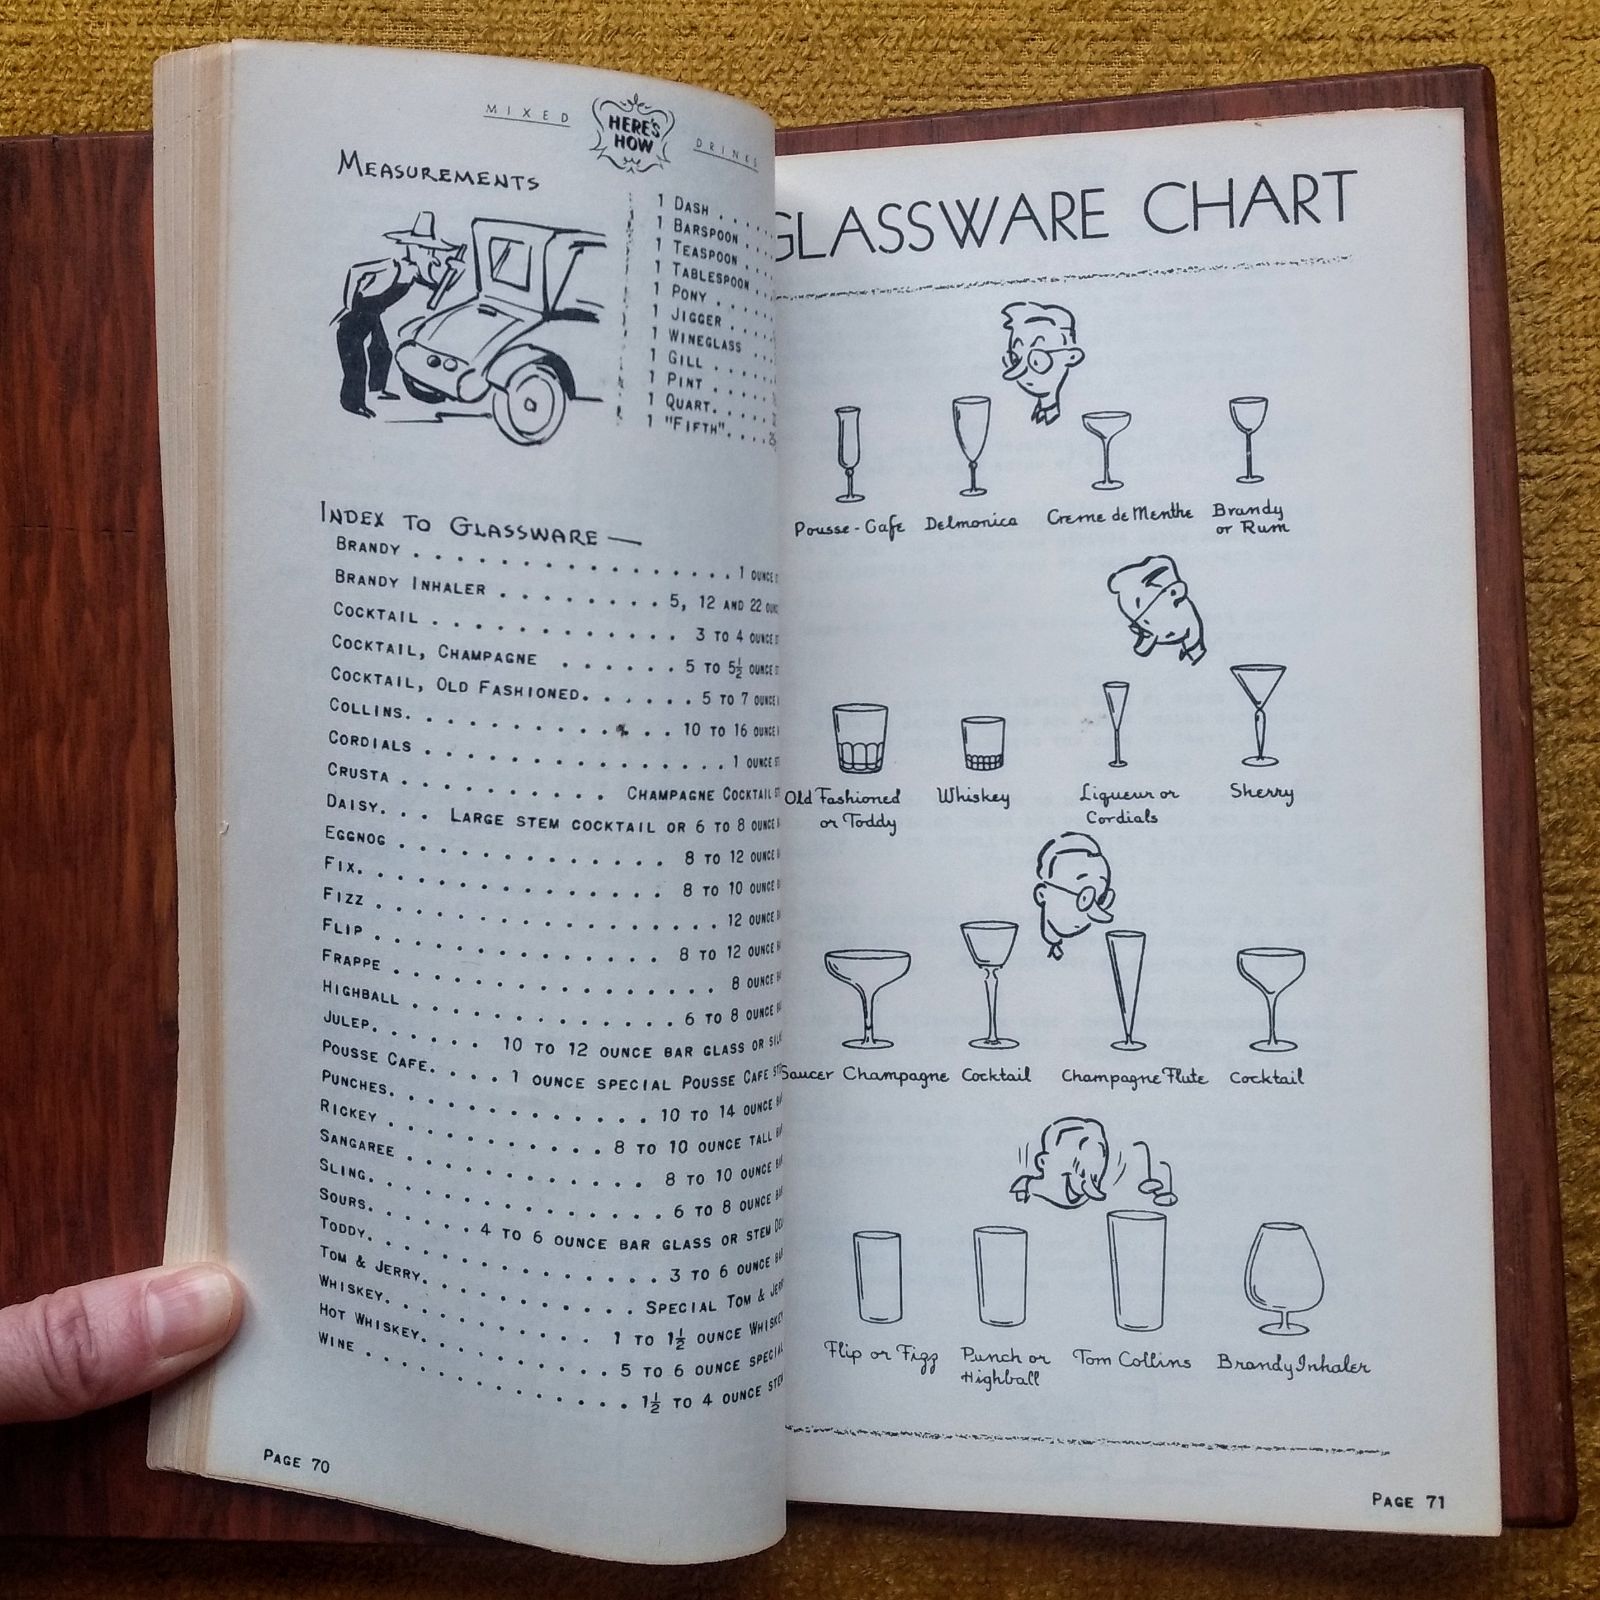 MIXED HERE'S HOW DRINKS
MEASUREMENTS
1 DASH . . . .
1 BARSPOON . . . .
1 TEASPOON . . .
1 TABLESPOON . .
1 PONY . . . . .
1 JIGGER . . . .
1 WINEGLASS . . .
1 GILL . . . . . .
1 PINT . . . . .
1 QUART. . . . .
1 "FIFTH". . . .
INDEX TO GLASSWARE —
BRANDY . . . . . . . . . . . . . . . . 1 OUNCE
BRANDY INHALER . . . . . . . . 5, 12 AND 22
COCKTAIL . . . . . . . . . . . . . 3 TO 4 OUNCE
COCKTAIL, CHAMPAGNE . . . . . . 5 TO 5½ OUNCE
COCKTAIL, OLD FASHIONED. . . . . . 5 TO 7 OUNCE
COLLINS. . . . . . . . . . . . . 10 TO 16 OUNCE
CORDIALS . . . . . . . . . . . . . . . 1 OUNCE
CRUSTA . . . . . . . . . . CHAMPAGNE COCKTAIL
DAISY. . . LARGE STEM COCKTAIL OR 6 TO 8 OUNCE
EGGNOG . . . . . . . . . . . . . 8 TO 12 OUNCE
FIX. . . . . . . . . . . . . . . 8 TO 10 OUNCE
FIZZ . . . . . . . . . . . . . . . . 12 OUNCE
FLIP . . . . . . . . . . . . . . 8 TO 12 OUNCE
FRAPPE . . . . . . . . . . . . . . . 8 OUNCE
HIGHBALL . . . . . . . . . . . . . 6 TO 8 OUNCE
JULEP. . . . . . 10 TO 12 OUNCE BAR GLASS OR
POUSSE CAFE. . . . 1 OUNCE SPECIAL POUSSE CAFE
PUNCHES. . . . . . . . . . . . . 10 TO 14 OUNCE
RICKEY . . . . . . . . . . 8 TO 10 OUNCE TALL
SANGAREE . . . . . . . . . . . . 8 TO 10 OUNCE
SLING. . . . . . . . . . . . . . . 6 TO 8 OUNCE
SOURS. . . . . . 4 TO 6 OUNCE BAR GLASS OR STEM
TODDY. . . . . . . . . . . . . . . 3 TO 6 OUNCE
TOM & JERRY. . . . . . . . . . . SPECIAL TOM &
WHISKEY. . . . . . . . . . . 1 TO 1½ OUNCE WHISKEY
HOT WHISKEY. . . . . . . . . . 5 TO 6 OUNCE SPECIAL
WINE . . . . . . . . . . . . . . 1½ TO 4 OUNCE STEM
PAGE 70
GLASSWARE CHART
Pousse-Cafe Delmonica Creme de Menthe Brandy
or Rum
Old Fashioned Whiskey Liqueur or Sherry
or Toddy Cordials
Saucer Champagne Cocktail Champagne Flute Cocktail
Flip or Fizz Punch or Tom Collins Brandy Inhaler
Highball
PAGE 71